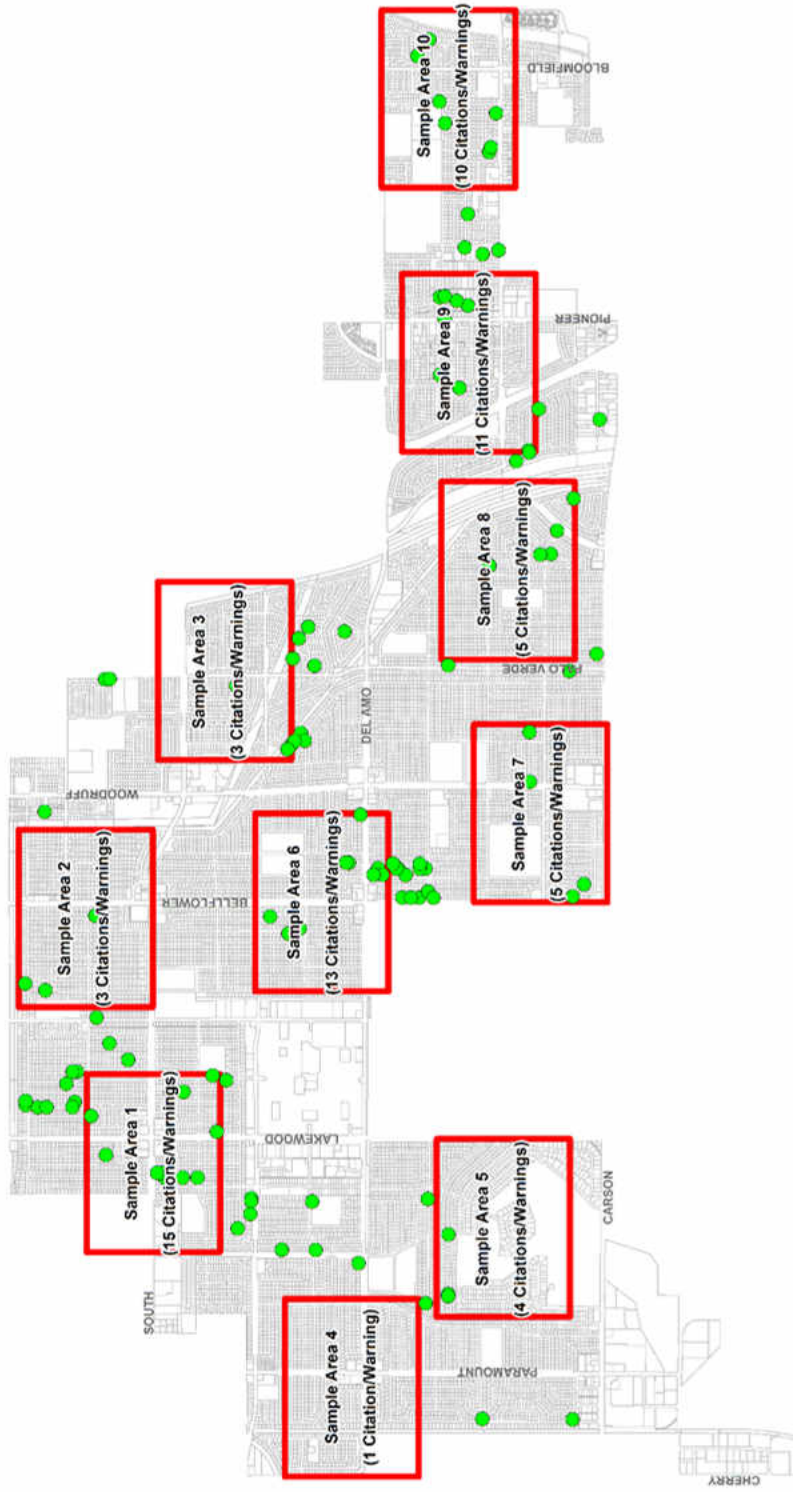 SOUTH
WOODRUFF
BELLFLOWER
LAKEWOOD
DEL AMO
PALO VERDE
PARAMOUNT
CARSON
CHERRY
PIONEER
BLOOMFIELD
Sample Area 1
(15 Citations/Warnings)
Sample Area 2
(3 Citations/Warnings)
Sample Area 3
(3 Citations/Warnings)
Sample Area 4
(1 Citation/Warning)
Sample Area 5
(4 Citations/Warnings)
Sample Area 6
(13 Citations/Warnings)
Sample Area 7
(5 Citations/Warnings)
Sample Area 8
(5 Citations/Warnings)
Sample Area 9
(11 Citations/Warnings)
Sample Area 10
(10 Citations/Warnings)